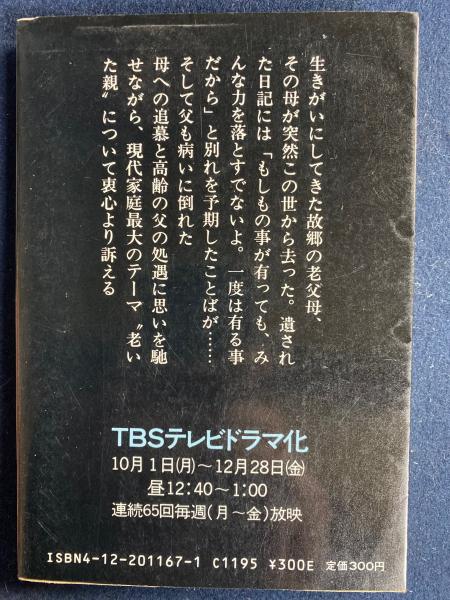 生きがいにしてきた故郷の老父母、
その母が突然この世から去った。遺され
た日記には「もしもの事が有っても、み
んな力を落とすでないよ。一度は有る事
だから」と別れを予期したことばが……
そして父も病いに倒れた
母への追慕と高齢の父の処遇に思いを馳
せながら、現代家庭最大のテーマ〝老い
た親〟について衷心より訴える
TBSテレビドラマ化
10月1日(月)〜12月28日(金)
昼12:40〜1:00
連続65回毎週(月〜金)放映
ISBN4-12-201167-1 C1195 ¥300E 定価300円